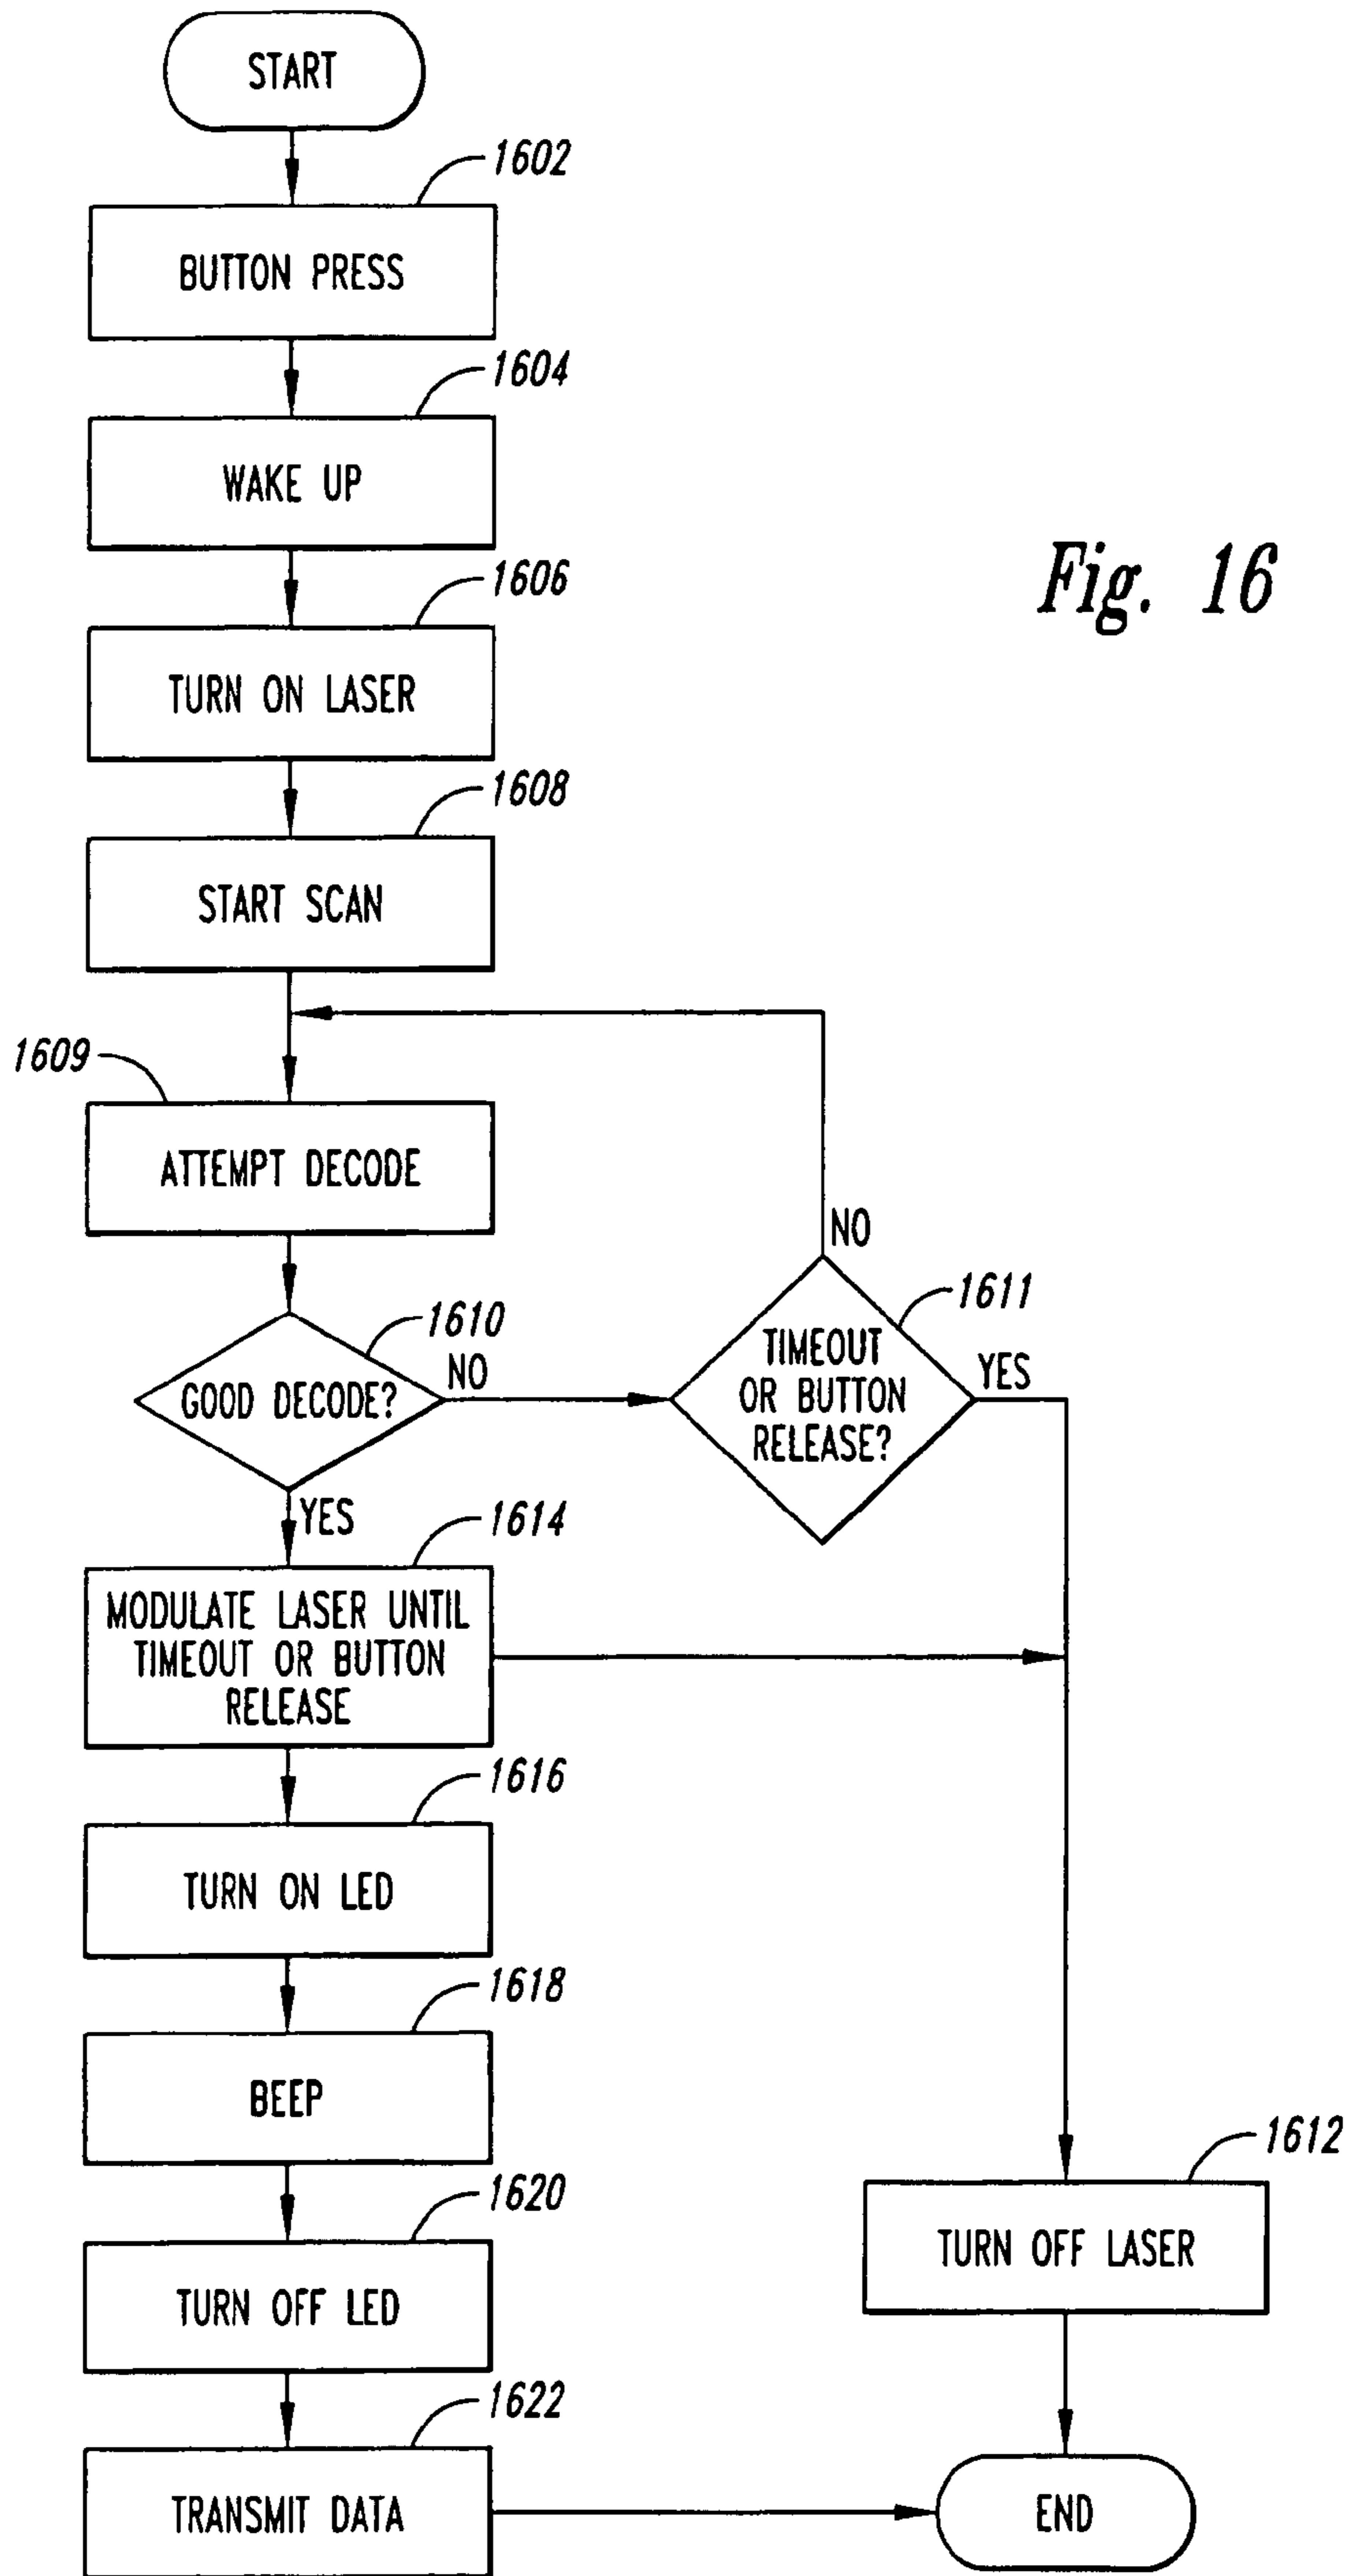 START
1602
BUTTON PRESS
1604
WAKE UP
1606
TURN ON LASER
Fig. 16
1608
START SCAN
1609
ATTEMPT DECODE
NO
1610
GOOD DECODE?
NO
1611
TIMEOUT
OR BUTTON
RELEASE?
YES
YES
1614
MODULATE LASER UNTIL
TIMEOUT OR BUTTON
RELEASE
1616
TURN ON LED
1618
BEEP
1612
TURN OFF LASER
1620
TURN OFF LED
1622
TRANSMIT DATA
END